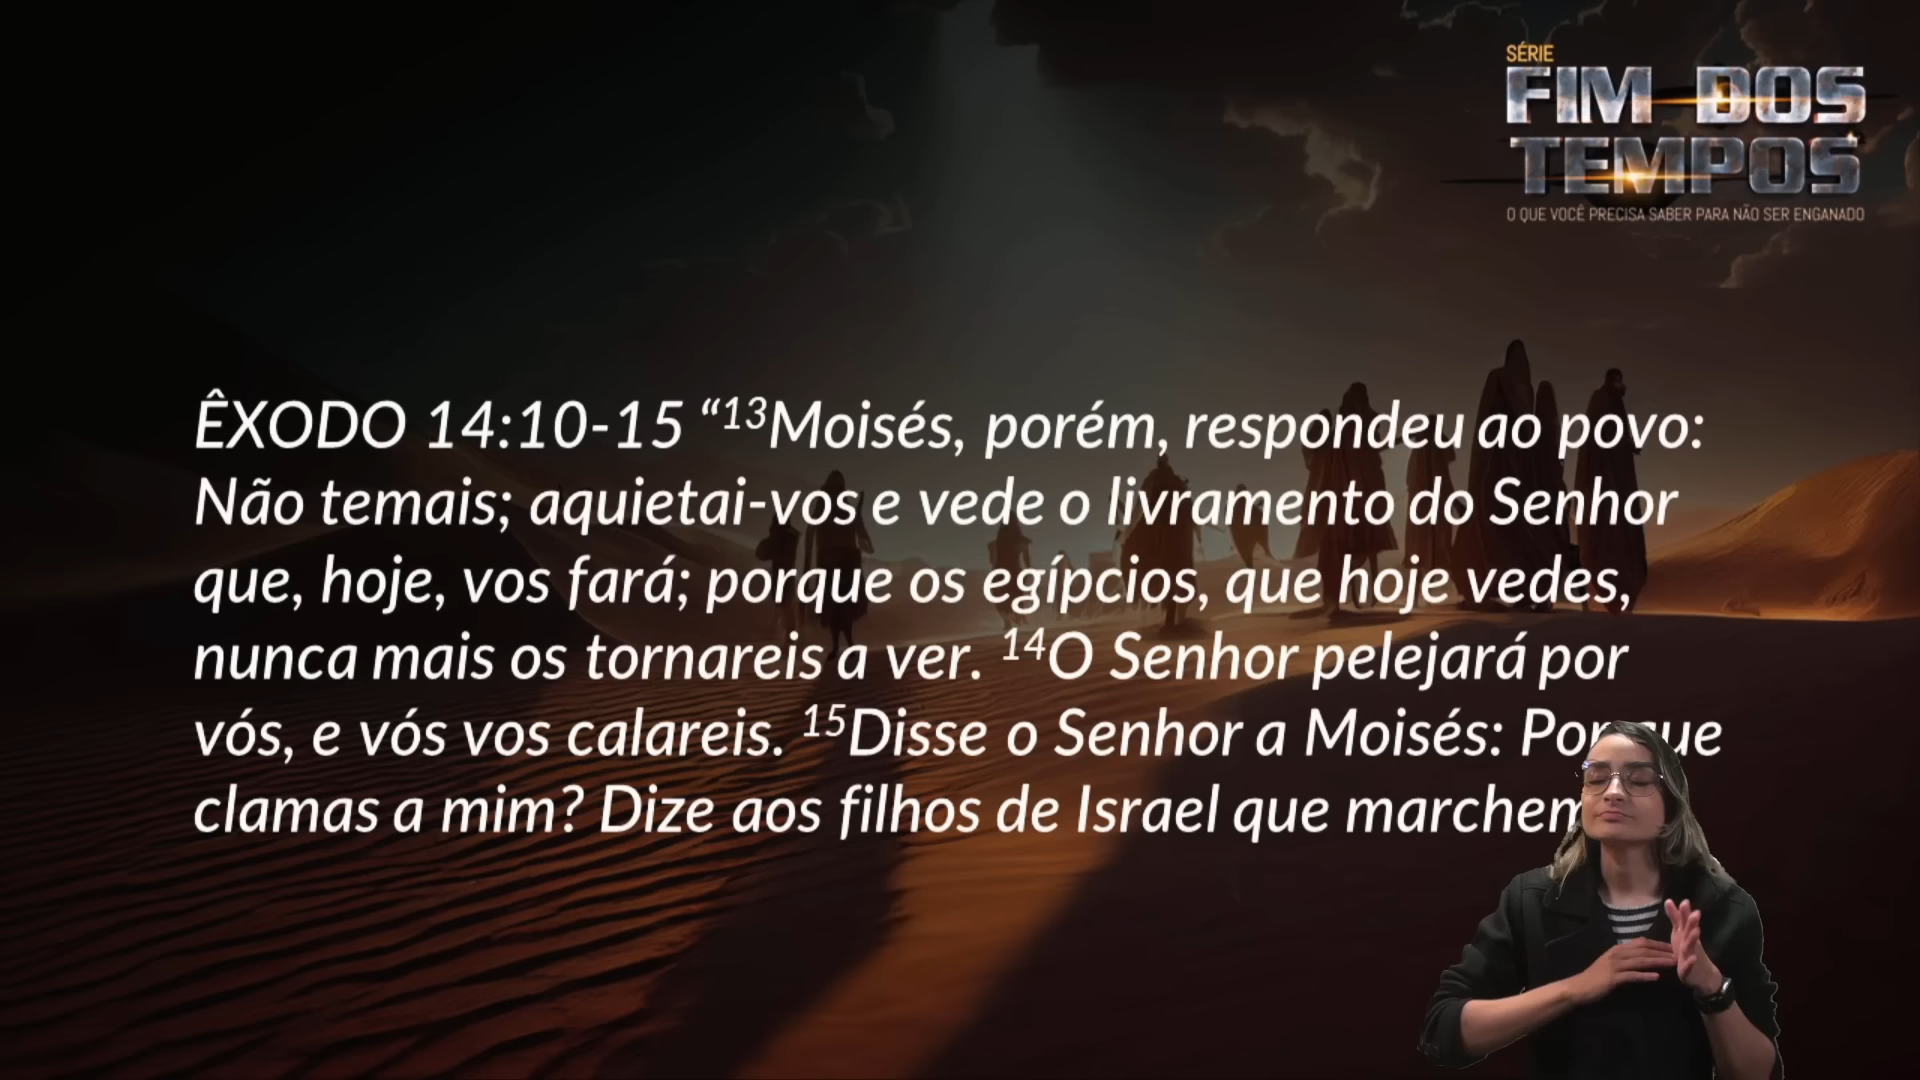 SÉRIE
FIM DOS
TEMPOS
O QUE VOCÊ PRECISA SABER PARA NÃO SER ENGANADO
ÊXODO 14:10-15 “¹³Moisés, porém, respondeu ao povo:
Não temais; aquietai-vos e vede o livramento do Senhor
que, hoje, vos fará; porque os egípcios, que hoje vedes,
nunca mais os tornareis a ver. ¹⁴O Senhor pelejará por
vós, e vós vos calareis. ¹⁵Disse o Senhor a Moisés:
clamas a mim? Dize aos filhos de Israel que marchem